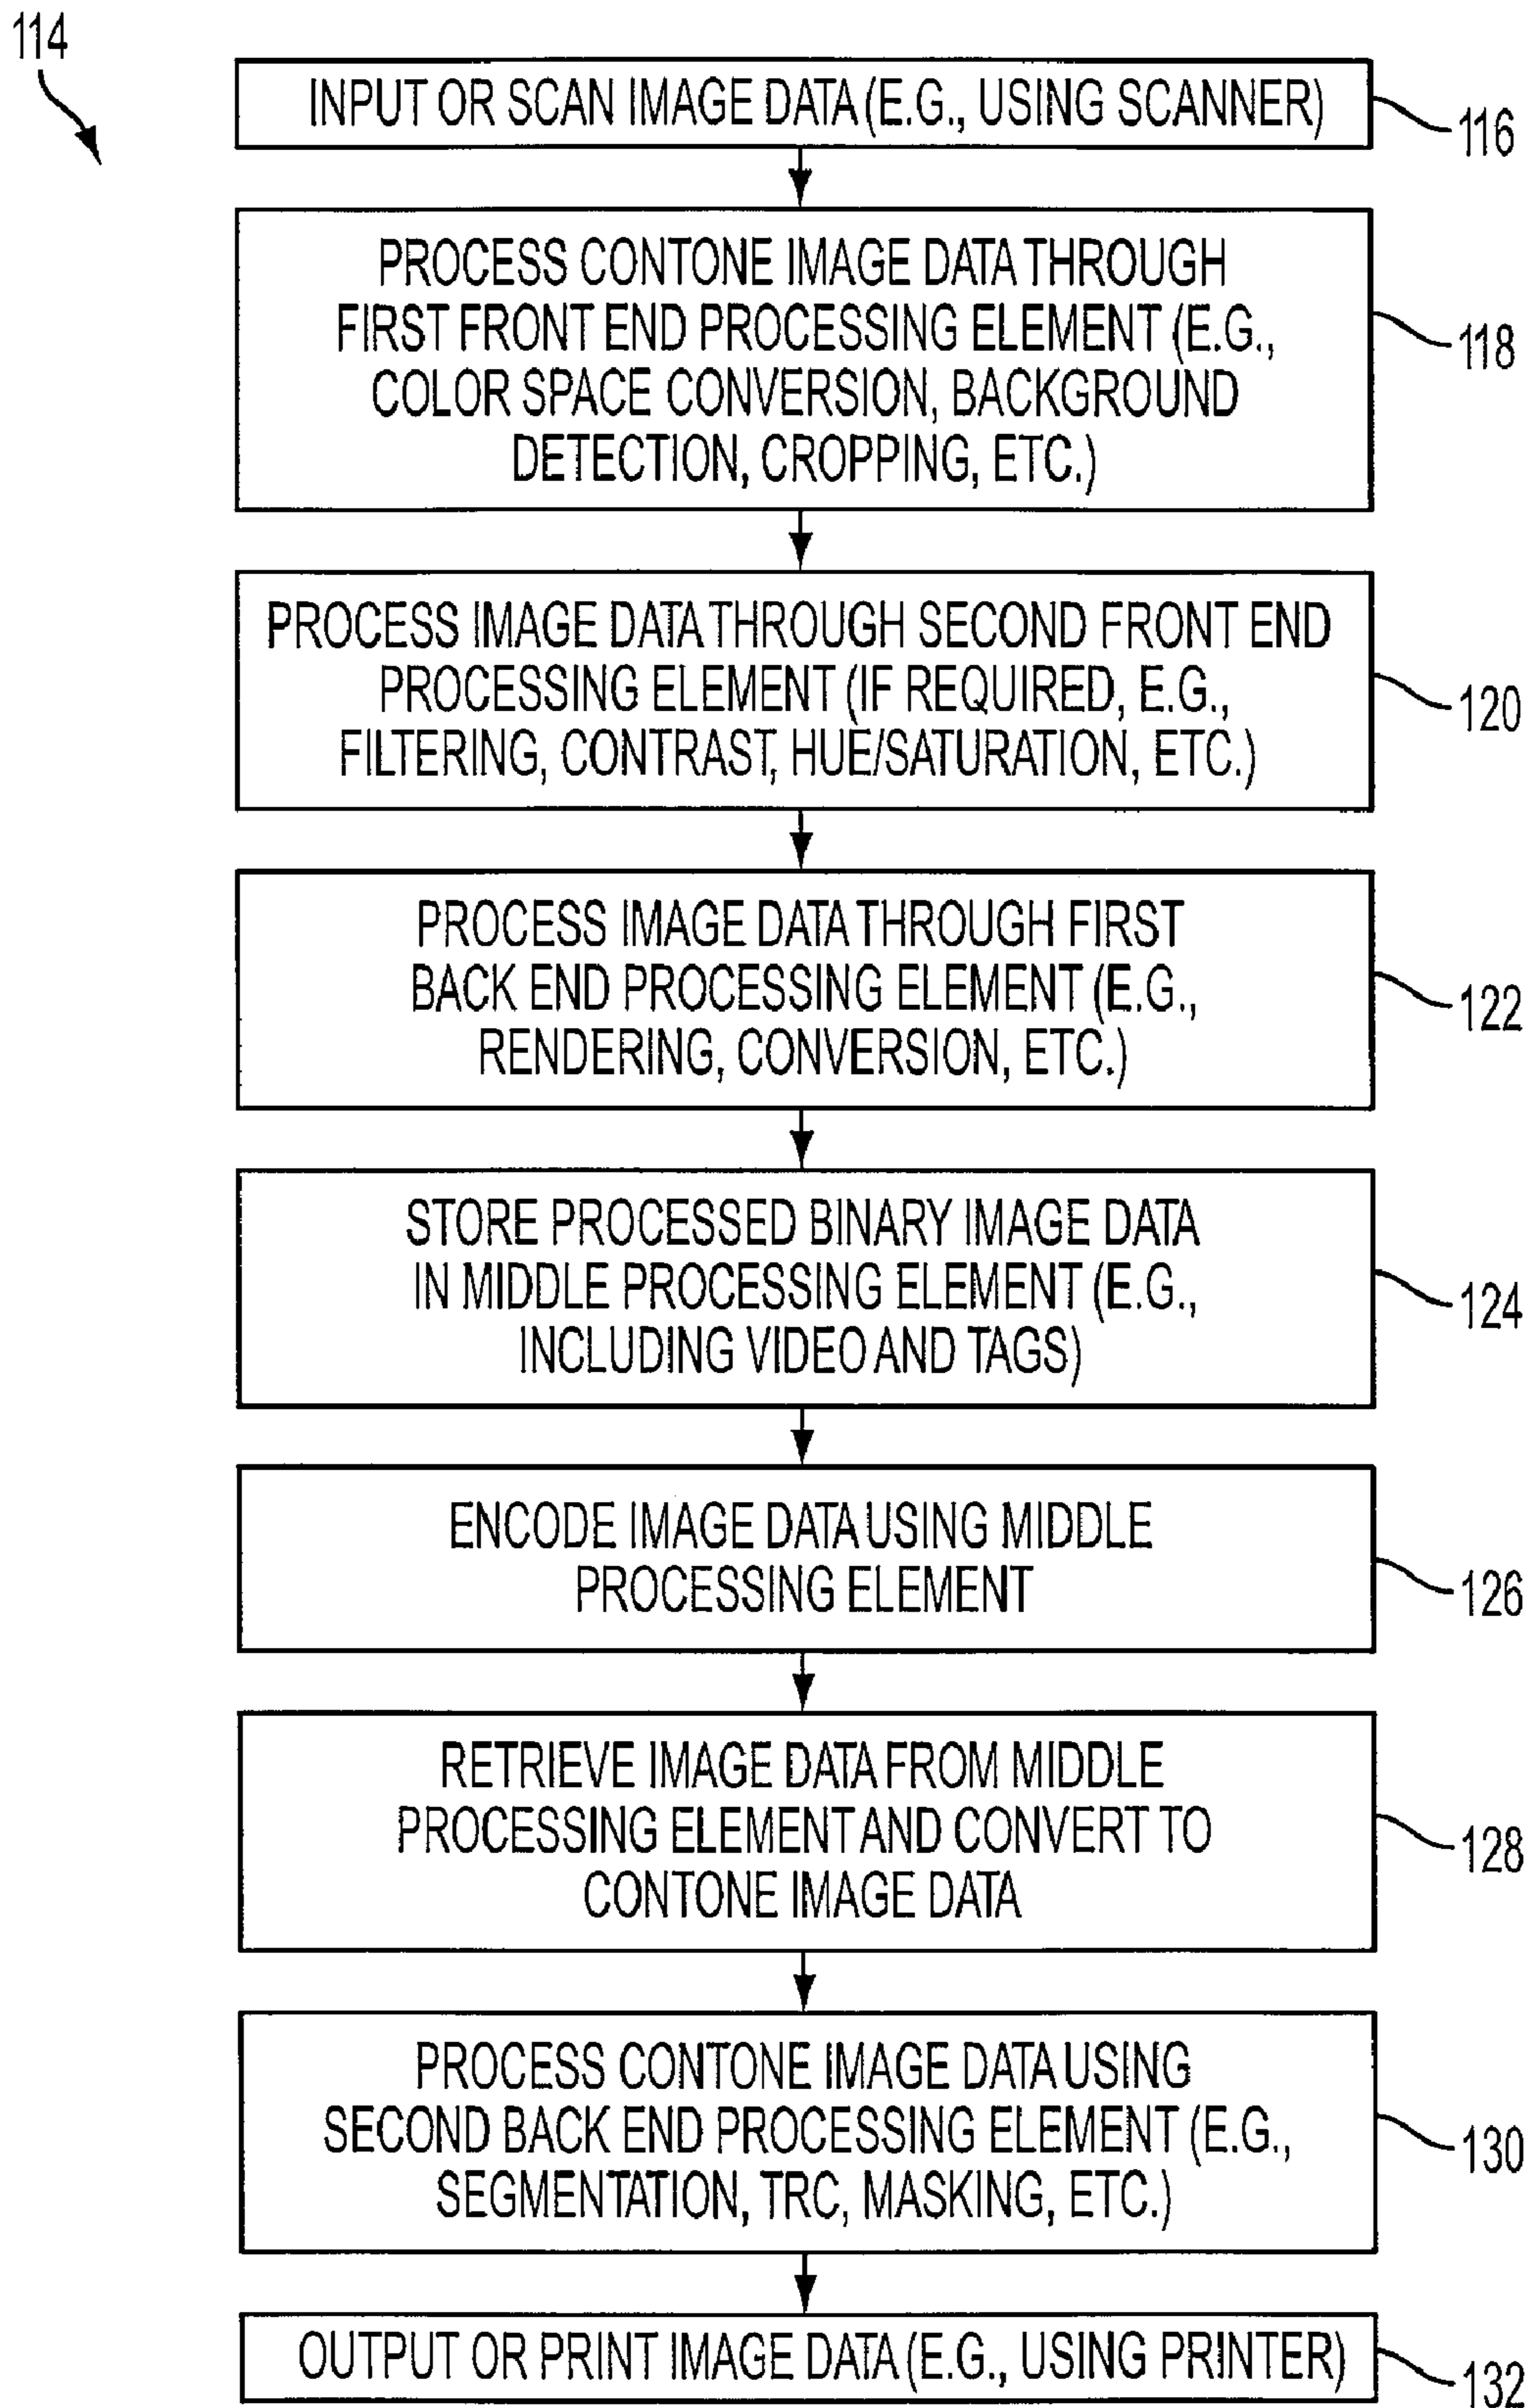 114
INPUT OR SCAN IMAGE DATA (E.G., USING SCANNER)
116
PROCESS CONTONE IMAGE DATA THROUGH
FIRST FRONT END PROCESSING ELEMENT (E.G.,
COLOR SPACE CONVERSION, BACKGROUND
DETECTION, CROPPING, ETC.)
118
PROCESS IMAGE DATA THROUGH SECOND FRONT END
PROCESSING ELEMENT (IF REQUIRED, E.G.,
FILTERING, CONTRAST, HUE/SATURATION, ETC.)
120
PROCESS IMAGE DATA THROUGH FIRST
BACK END PROCESSING ELEMENT (E.G.,
RENDERING, CONVERSION, ETC.)
122
STORE PROCESSED BINARY IMAGE DATA
IN MIDDLE PROCESSING ELEMENT (E.G.,
INCLUDING VIDEO AND TAGS)
124
ENCODE IMAGE DATA USING MIDDLE
PROCESSING ELEMENT
126
RETRIEVE IMAGE DATA FROM MIDDLE
PROCESSING ELEMENT AND CONVERT TO
CONTONE IMAGE DATA
128
PROCESS CONTONE IMAGE DATA USING
SECOND BACK END PROCESSING ELEMENT (E.G.,
SEGMENTATION, TRC, MASKING, ETC.)
130
OUTPUT OR PRINT IMAGE DATA (E.G., USING PRINTER)
132